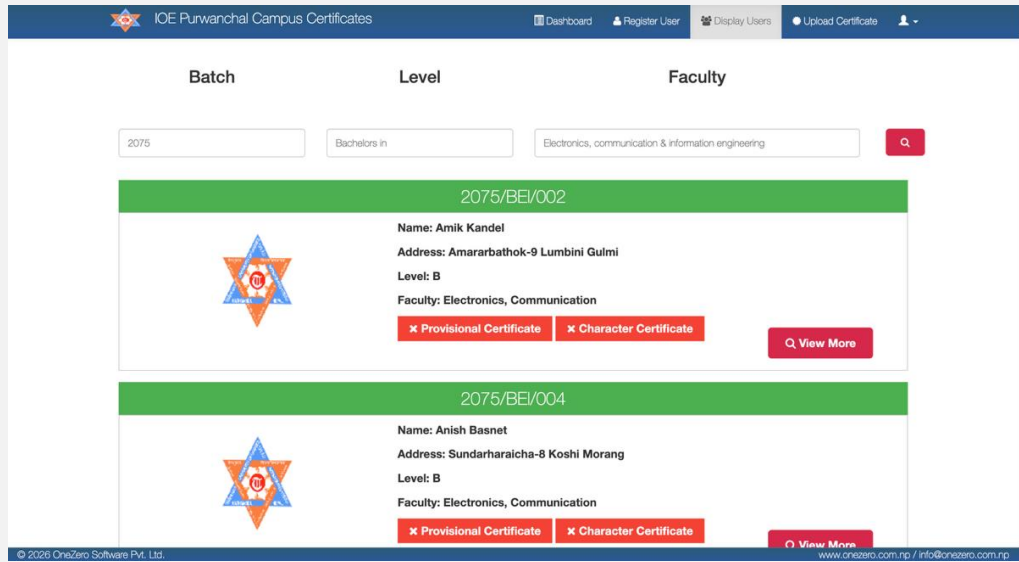 IOE Purwanchal Campus Certificates
Dashboard
Register User
Display Users
Upload Certificate
Batch
Level
Faculty
2075
Bachelors in
Electronics, communication & information engineering
2075/BEI/002
Name: Amik Kandel
Address: Amararbathok-9 Lumbini Gulmi
Level: B
Faculty: Electronics, Communication
Provisional Certificate
Character Certificate
View More
2075/BEI/004
Name: Anish Basnet
Address: Sundarharaicha-8 Koshi Morang
Level: B
Faculty: Electronics, Communication
Provisional Certificate
Character Certificate
View More
© 2026 OneZero Software Pvt. Ltd.
www.onezero.com.np / info@onezero.com.np